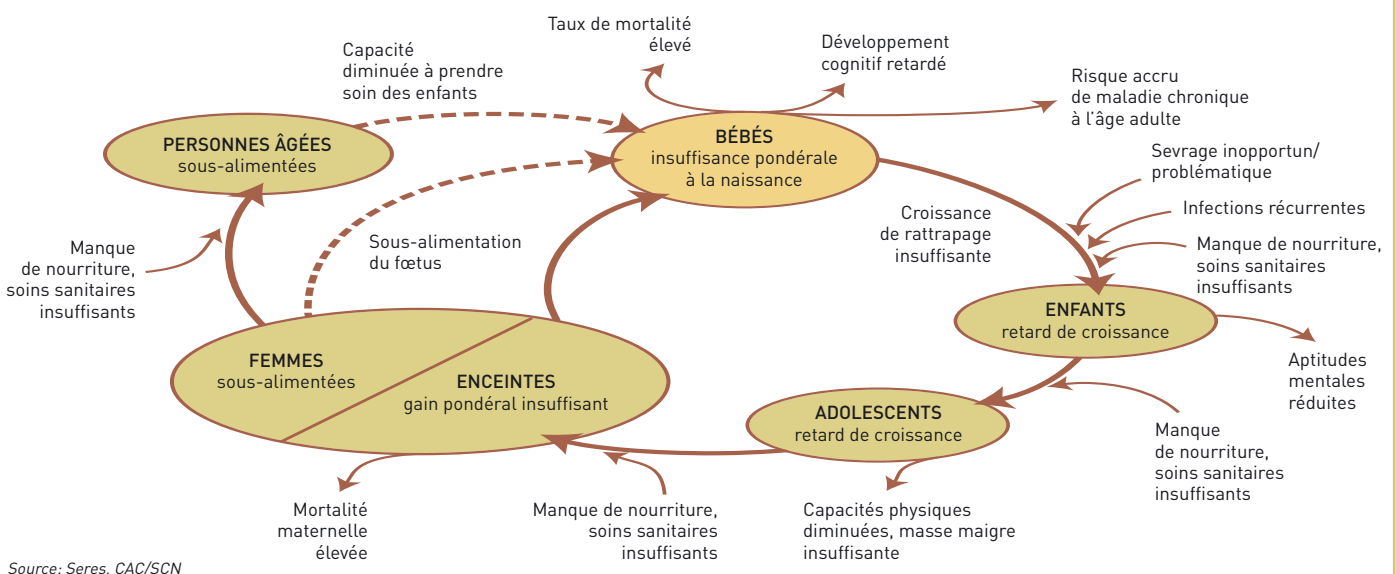 Taux de mortalité
élevé
Développement
cognitif retardé
Risque accru
de maladie chronique
à l'âge adulte
Capacité
diminuée à prendre
soin des enfants
PERSONNES ÂGÉES
sous-alimentées
BÉBÉS
insuffisance pondérale
à la naissance
Sevrage inopportun/
problématique
Infections récurrentes
Manque de nourriture,
soins sanitaires
insuffisants
Croissance
de rattrapage
insuffisante
Manque
de nourriture,
soins sanitaires
insuffisants
Sous-alimentation
du fœtus
ENFANTS
retard de croissance
FEMMES
sous-alimentées
ENCEINTES
gain pondéral insuffisant
Aptitudes
mentales
réduites
ADOLESCENTS
retard de croissance
Manque
de nourriture,
soins sanitaires
insuffisants
Mortalité
maternelle
élevée
Manque de nourriture,
soins sanitaires
insuffisants
Capacités physiques
diminuées, masse maigre
insuffisante
Source: Seres, CAC/SCN